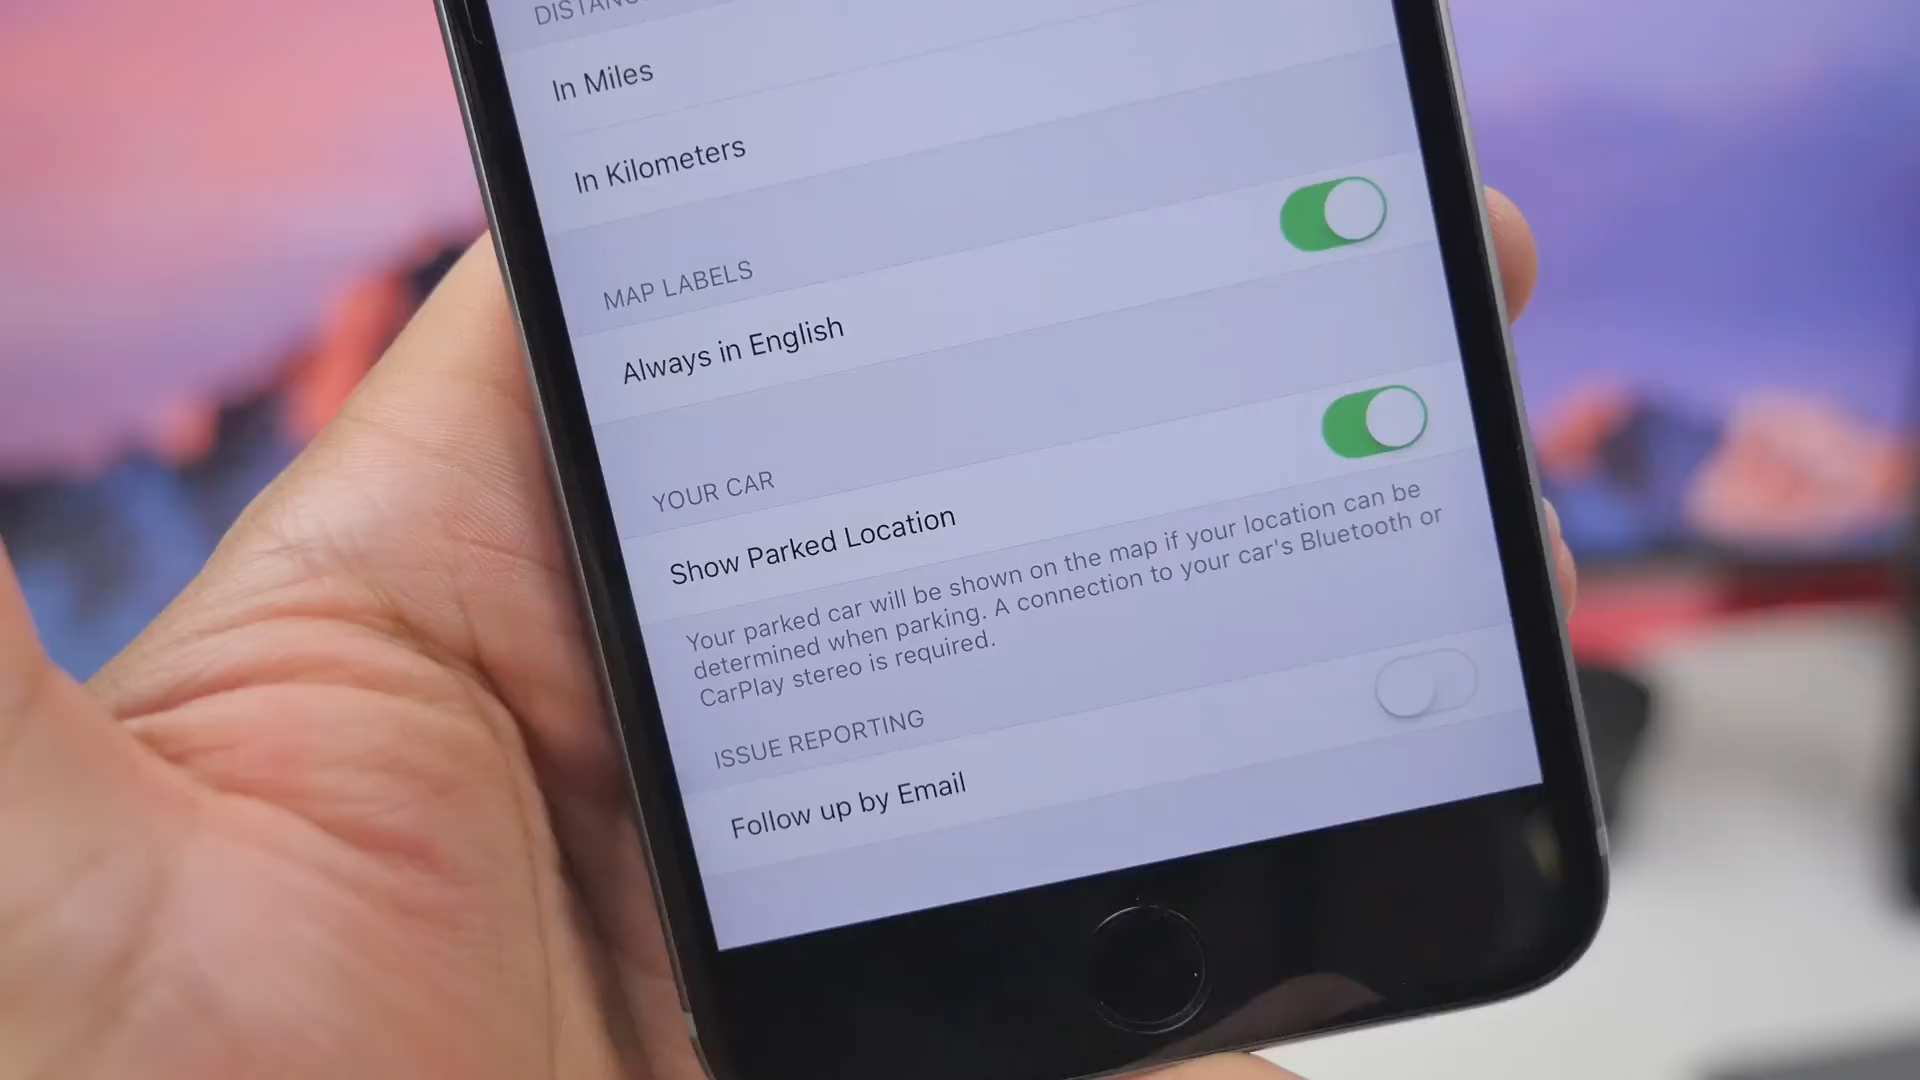 In Miles
In Kilometers
MAP LABELS
Always in English
YOUR CAR
Show Parked Location
Your parked car will be shown on the map if your location can be
determined when parking. A connection to your car's Bluetooth or
CarPlay stereo is required.
ISSUE REPORTING
Follow up by Email